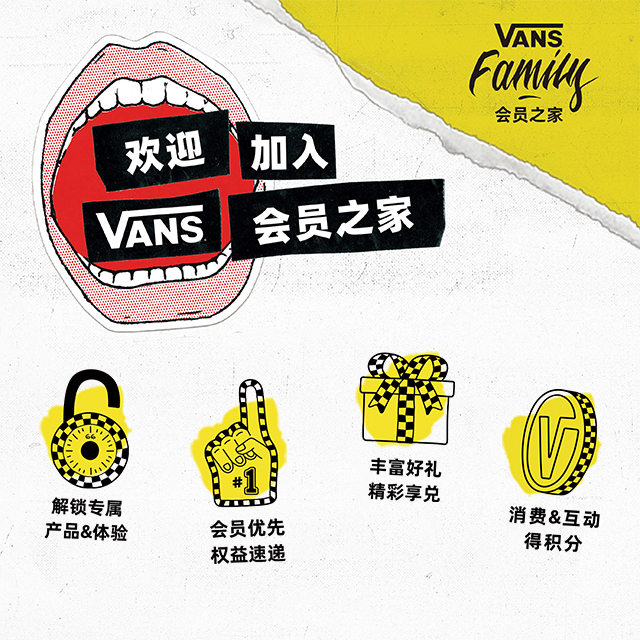 VANS
Family
会员之家
欢迎 加入
VANS 会员之家
66
#1
解锁专属
产品&体验
会员优先
权益速递
丰富好礼
精彩享兑
V
消费&互动
得积分